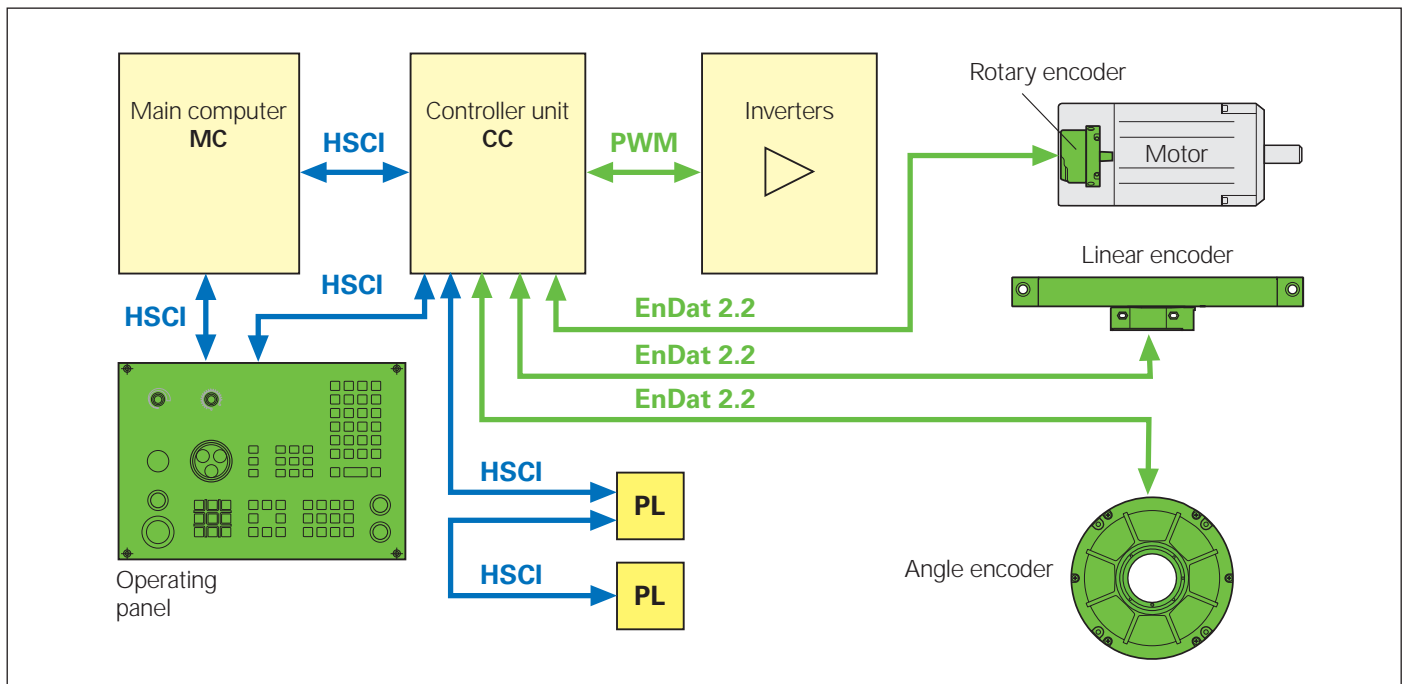 Main computer
MC
HSCI
Controller unit
CC
PWM
Inverters
Rotary encoder
Motor
Linear encoder
HSCI
HSCI
EnDat 2.2
EnDat 2.2
EnDat 2.2
HSCI
PL
HSCI
PL
Operating
panel
Angle encoder